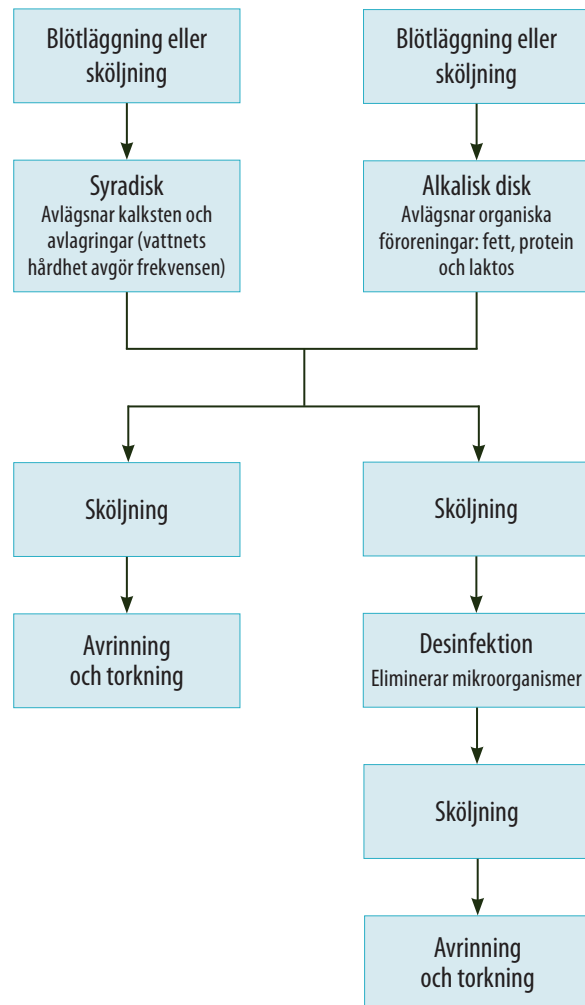 Blötläggning eller
sköljning
Blötläggning eller
sköljning
Syradisk
Avlägsnar kalksten och
avlagringar (vattnets
hårdhet avgör frekvensen)
Alkalisk disk
Avlägsnar organiska
föroreningar: fett, protein
och laktos
Sköljning
Sköljning
Avrinning
och torkning
Desinfektion
Eliminerar mikroorganismer
Sköljning
Avrinning
och torkning